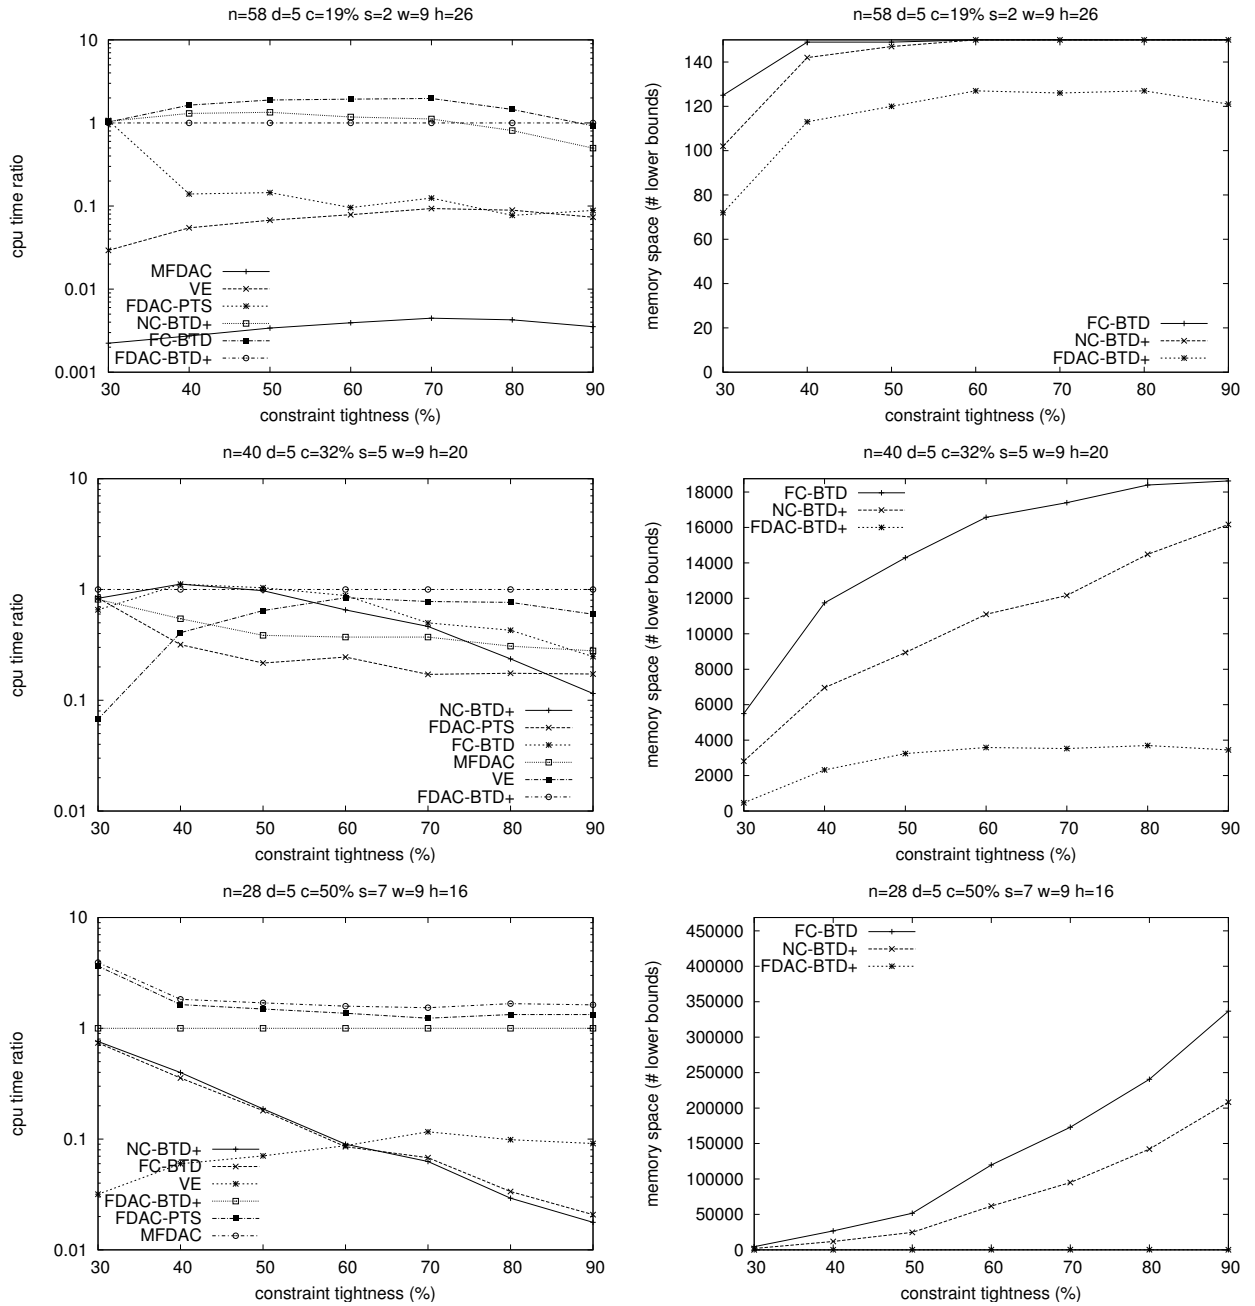 n=58 d=5 c=19% s=2 w=9 h=26
10
1
0.1
0.01
0.001
cpu time ratio
MFDAC
VE
FDAC-PTS
NC-BTD+
FC-BTD
FDAC-BTD+
30 40 50 60 70 80 90
constraint tightness (%)
n=58 d=5 c=19% s=2 w=9 h=26
140
120
100
80
60
40
20
0
memory space (# lower bounds)
FC-BTD
NC-BTD+
FDAC-BTD+
30 40 50 60 70 80 90
constraint tightness (%)
n=40 d=5 c=32% s=5 w=9 h=20
10
1
0.1
0.01
cpu time ratio
NC-BTD+
FDAC-PTS
FC-BTD
MFDAC
VE
FDAC-BTD+
30 40 50 60 70 80 90
constraint tightness (%)
n=40 d=5 c=32% s=5 w=9 h=20
18000
16000
14000
12000
10000
8000
6000
4000
2000
0
memory space (# lower bounds)
FC-BTD
NC-BTD+
FDAC-BTD+
30 40 50 60 70 80 90
constraint tightness (%)
n=28 d=5 c=50% s=7 w=9 h=16
10
1
0.1
0.01
cpu time ratio
NC-BTD+
FC-BTD
VE
FDAC-BTD+
FDAC-PTS
MFDAC
30 40 50 60 70 80 90
constraint tightness (%)
n=28 d=5 c=50% s=7 w=9 h=16
450000
400000
350000
300000
250000
200000
150000
100000
50000
0
memory space (# lower bounds)
FC-BTD
NC-BTD+
FDAC-BTD+
30 40 50 60 70 80 90
constraint tightness (%)